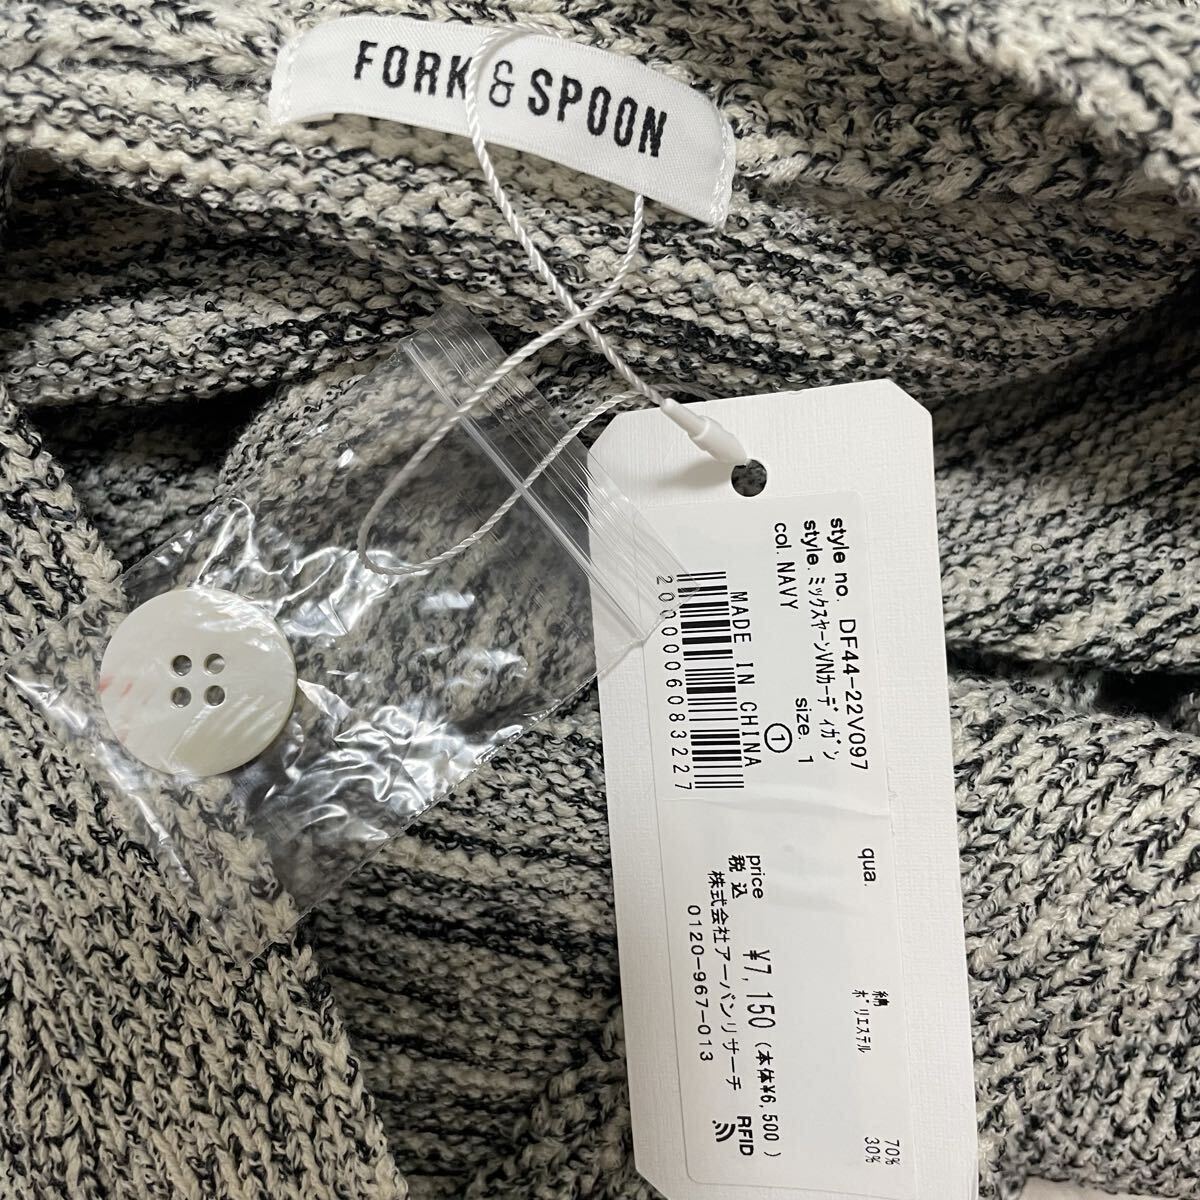 FORK & SPOON
style no. DF44-22V097
style. ミックスヤーンVNカーディガン
col. NAVY
size. 1
①
MADE IN CHINA
20000006083227
qua.
綿 70%
ポリエステル 30%
price
税込 ¥7,150 (本体¥6,500)
株式会社アーバンリサーチ
0120-967-013
RFID